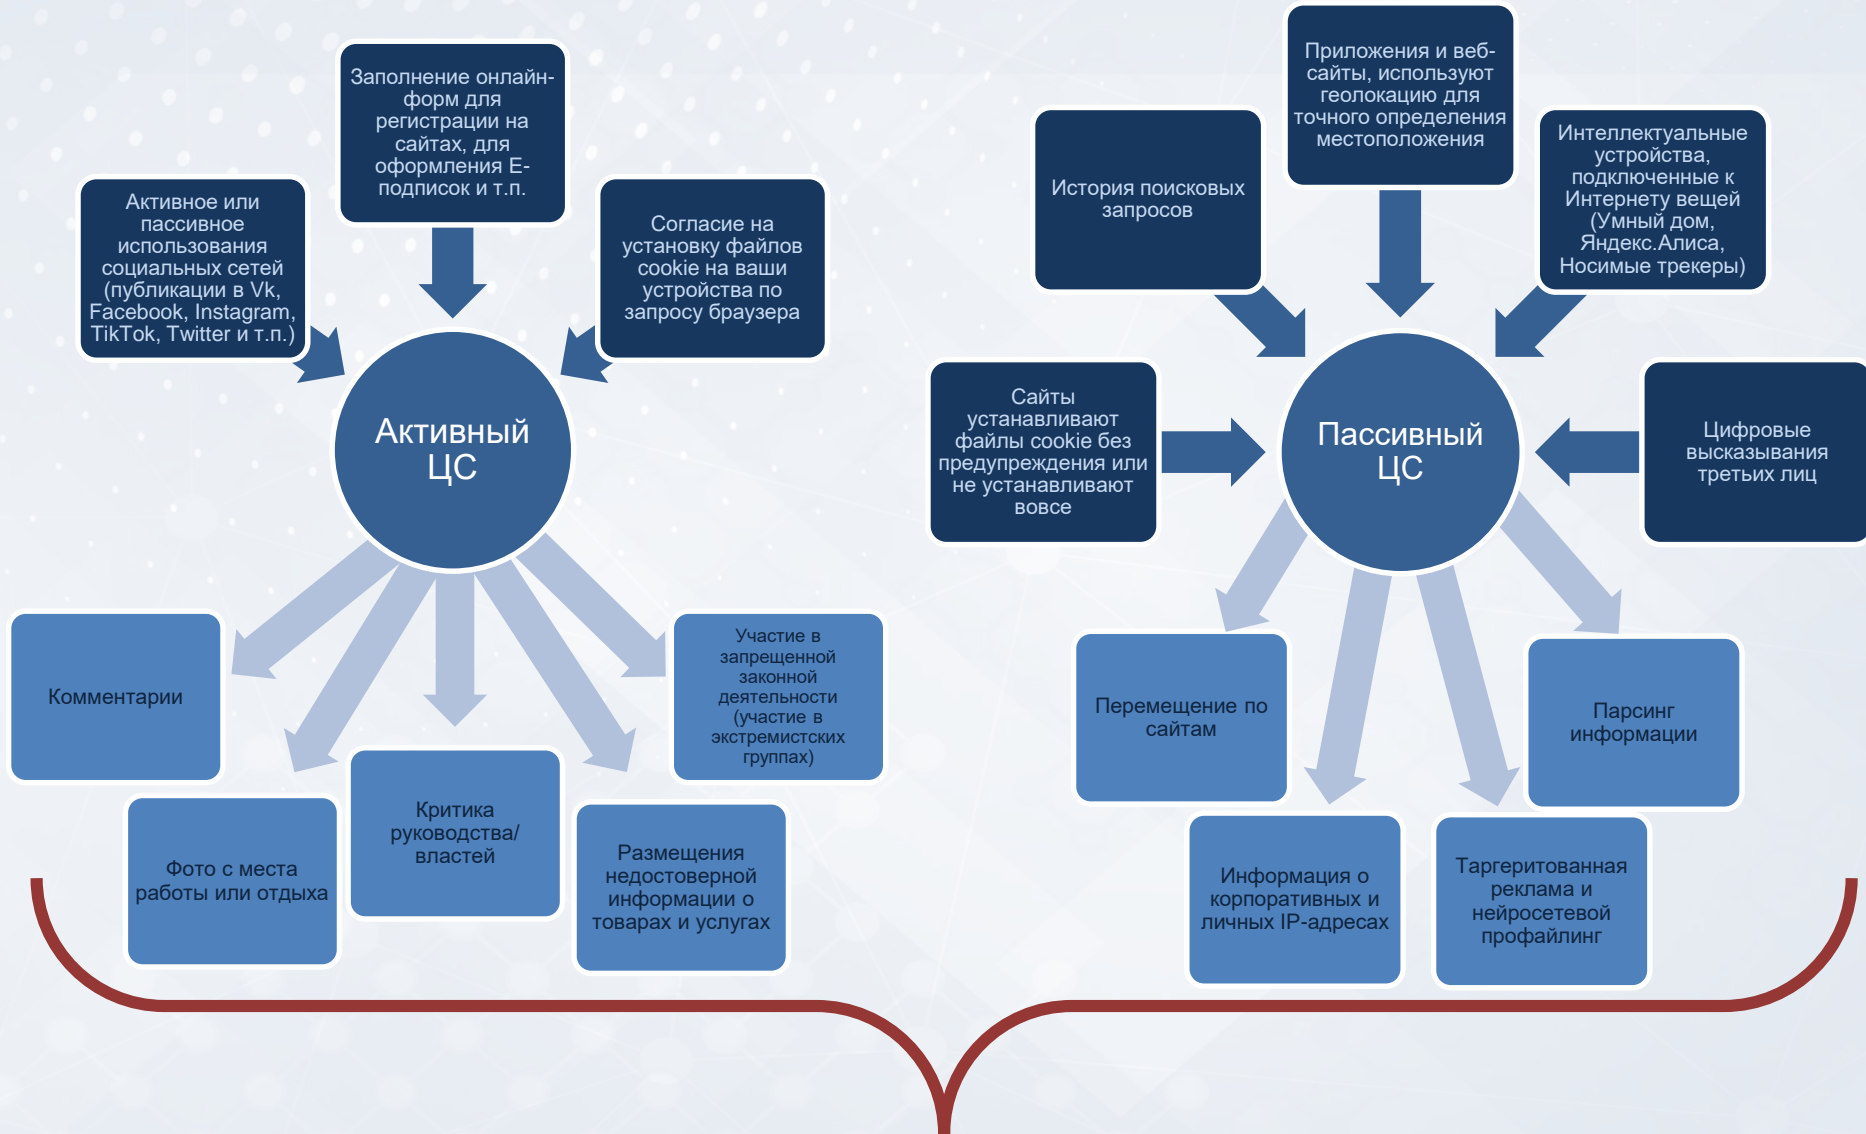 Заполнение онлайн-
форм для
регистрации на
сайтах, для
оформления Е-
подписок и т.п.
Активное или
пассивное
использования
социальных сетей
(публикации в Vk,
Facebook, Instagram,
TikTok, Twitter и т.п.)
Согласие на
установку файлов
cookie на ваши
устройства по
запросу браузера
Активный
ЦС
Комментарии
Фото с места
работы или отдыха
Критика
руководства/
властей
Размещения
недостоверной
информации о
товарах и услугах
Участие в
запрещенной
законной
деятельности
(участие в
экстремистских
группах)
Приложения и веб-
сайты, используют
геолокацию для
точного определения
местоположения
История поисковых
запросов
Интеллектуальные
устройства,
подключенные к
Интернету вещей
(Умный дом,
Яндекс.Алиса,
Носимые трекеры)
Сайты
устанавливают
файлы cookie без
предупреждения или
не устанавливают
вовсе
Пассивный
ЦС
Цифровые
высказывания
третьих лиц
Перемещение по
сайтам
Информация о
корпоративных и
личных IP-адресах
Таргеритованная
реклама и
нейросетевой
профайлинг
Парсинг
информации